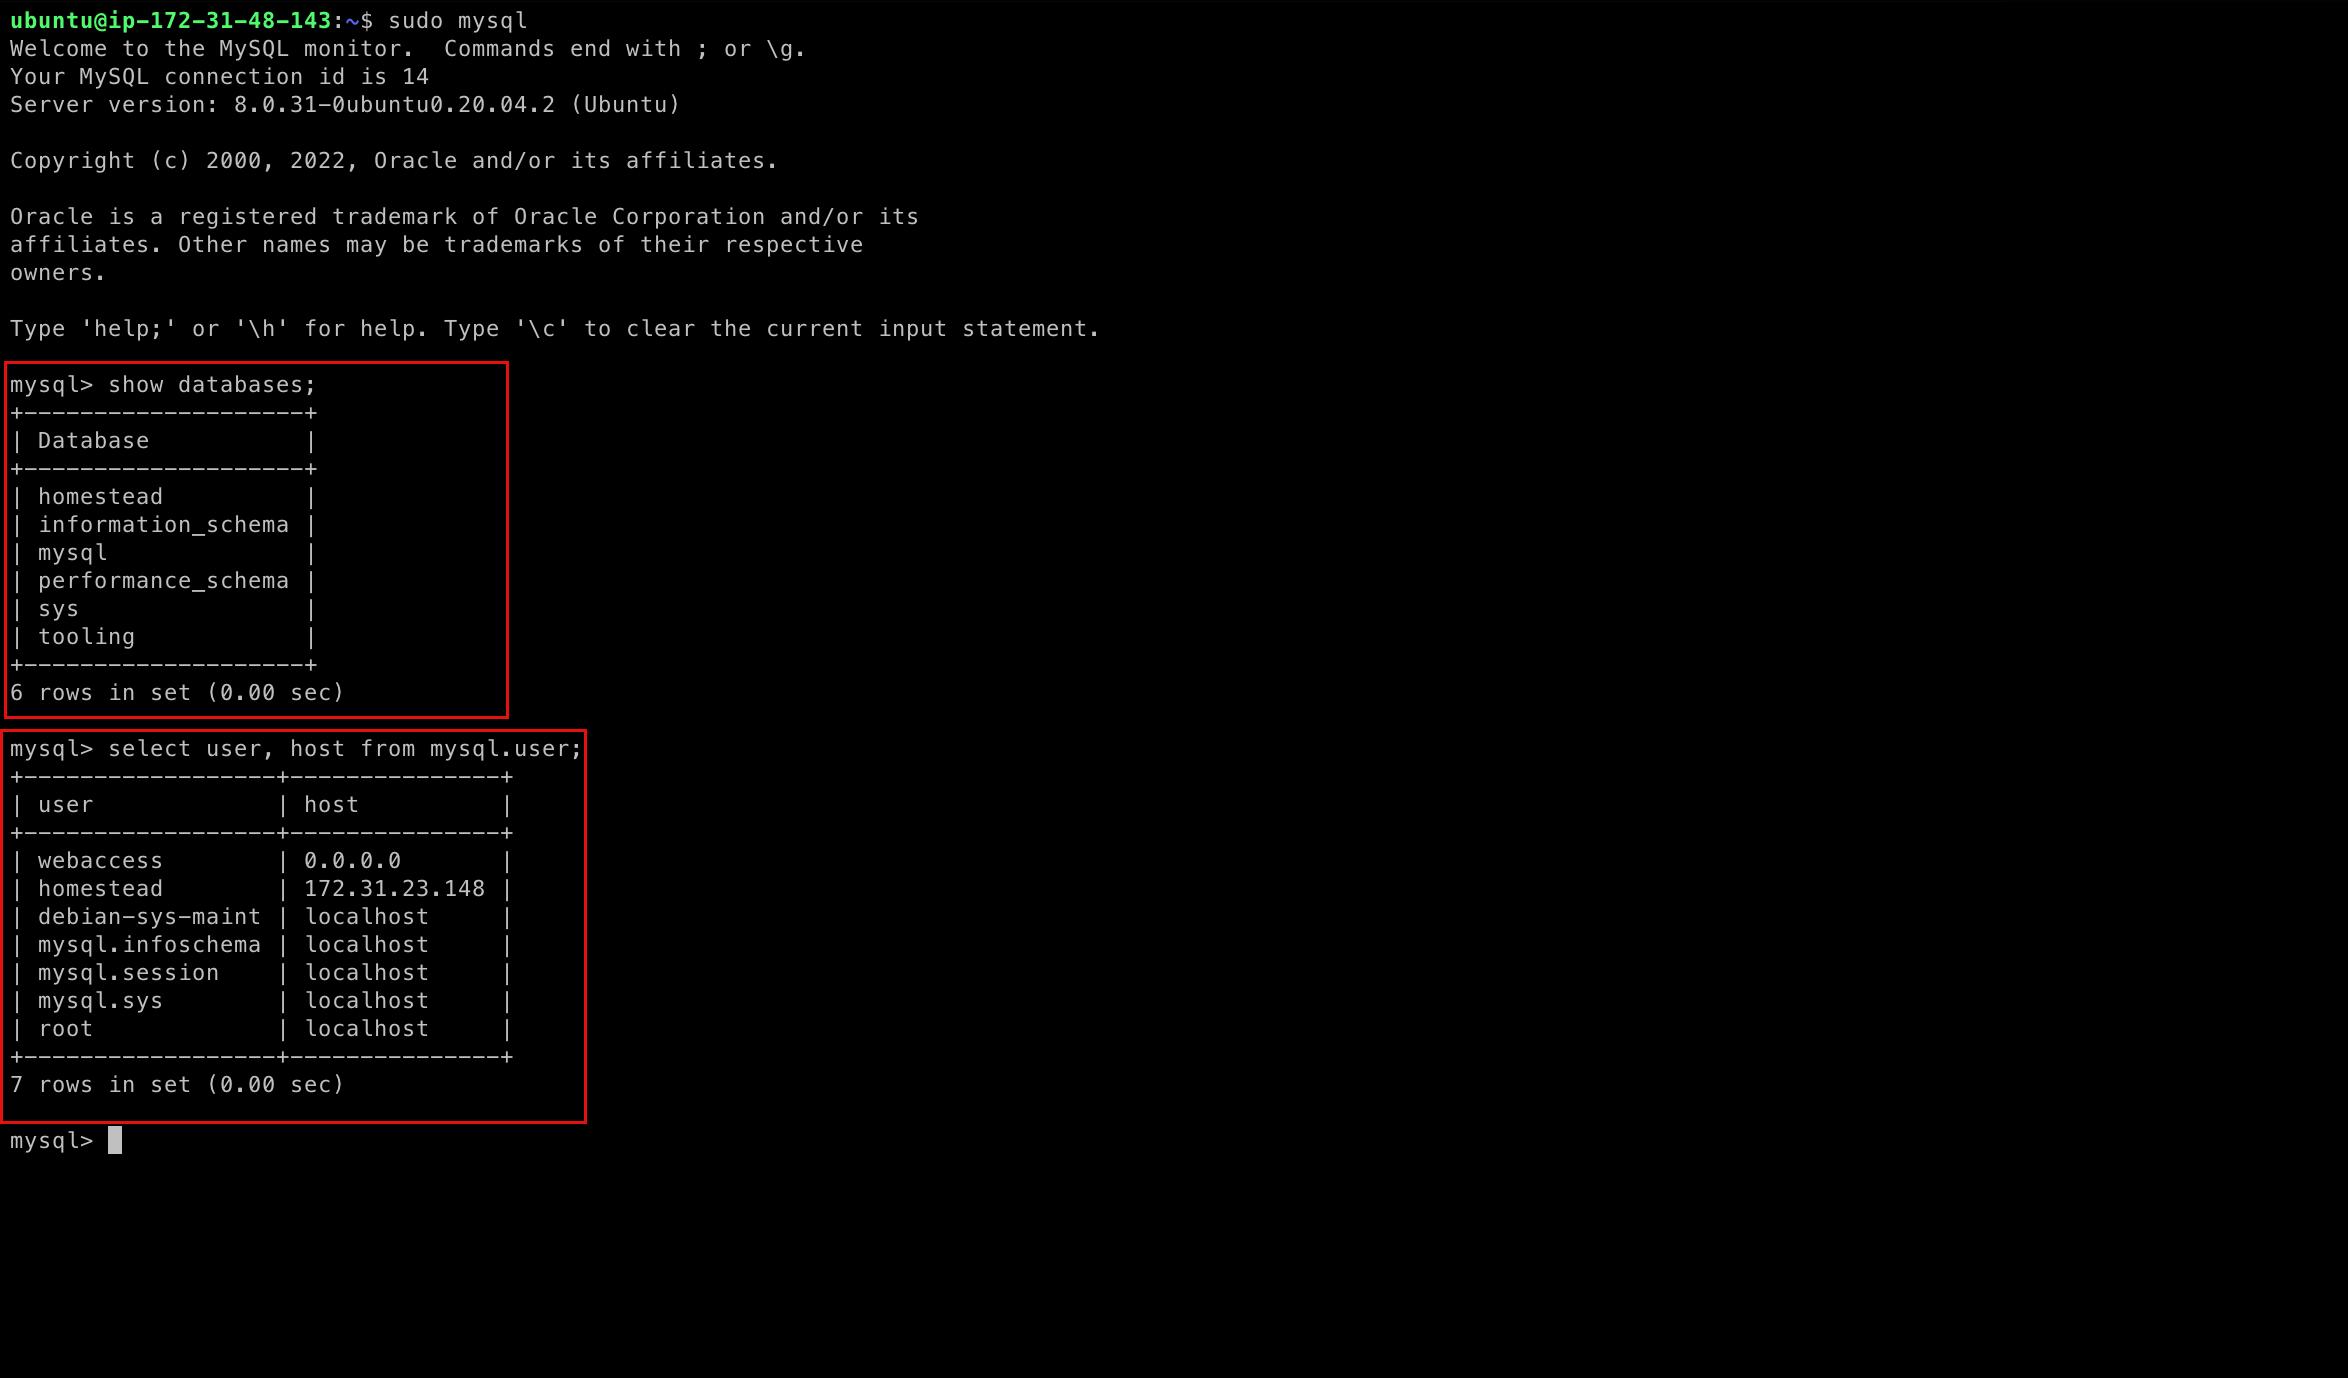 ubuntu@ip-172-31-48-143:~$ sudo mysql
Welcome to the MySQL monitor.  Commands end with ; or \g.
Your MySQL connection id is 14
Server version: 8.0.31-0ubuntu0.20.04.2 (Ubuntu)

Copyright (c) 2000, 2022, Oracle and/or its affiliates.

Oracle is a registered trademark of Oracle Corporation and/or its
affiliates. Other names may be trademarks of their respective
owners.

Type 'help;' or '\h' for help. Type '\c' to clear the current input statement.

mysql> show databases;
+--------------------+
| Database           |
+--------------------+
| homestead          |
| information_schema |
| mysql              |
| performance_schema |
| sys                |
| tooling            |
+--------------------+
6 rows in set (0.00 sec)

mysql> select user, host from mysql.user;
+------------------+---------------+
| user             | host          |
+------------------+---------------+
| webaccess        | 0.0.0.0       |
| homestead        | 172.31.23.148 |
| debian-sys-maint | localhost     |
| mysql.infoschema | localhost     |
| mysql.session    | localhost     |
| mysql.sys        | localhost     |
| root             | localhost     |
+------------------+---------------+
7 rows in set (0.00 sec)

mysql>